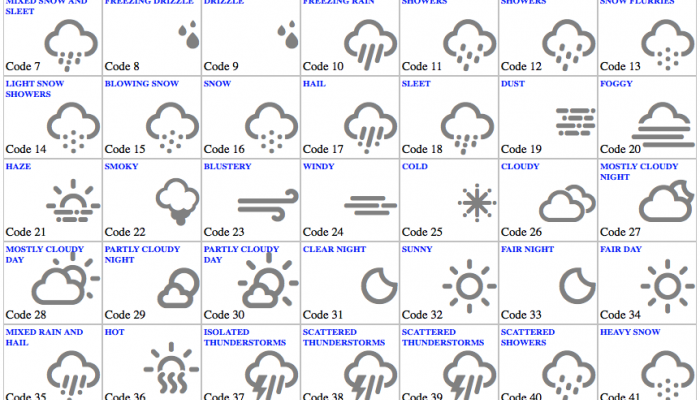 MIXED SNOW AND
SLEET
Code 7
FREEZING DRIZZLE
Code 8
DRIZZLE
Code 9
FREEZING RAIN
Code 10
SHOWERS
Code 11
SHOWERS
Code 12
SNOW FLURRIES
Code 13
LIGHT SNOW
SHOWERS
Code 14
BLOWING SNOW
Code 15
SNOW
Code 16
HAIL
Code 17
SLEET
Code 18
DUST
Code 19
FOGGY
Code 20
HAZE
Code 21
SMOKY
Code 22
BLUSTERY
Code 23
WINDY
Code 24
COLD
Code 25
CLOUDY
Code 26
MOSTLY CLOUDY
NIGHT
Code 27
MOSTLY CLOUDY
DAY
Code 28
PARTLY CLOUDY
NIGHT
Code 29
PARTLY CLOUDY
DAY
Code 30
CLEAR NIGHT
Code 31
SUNNY
Code 32
FAIR NIGHT
Code 33
FAIR DAY
Code 34
MIXED RAIN AND
HAIL
Code 35
HOT
Code 36
ISOLATED
THUNDERSTORMS
Code 37
SCATTERED
THUNDERSTORMS
Code 38
SCATTERED
THUNDERSTORMS
Code 39
SCATTERED
SHOWERS
Code 40
HEAVY SNOW
Code 41